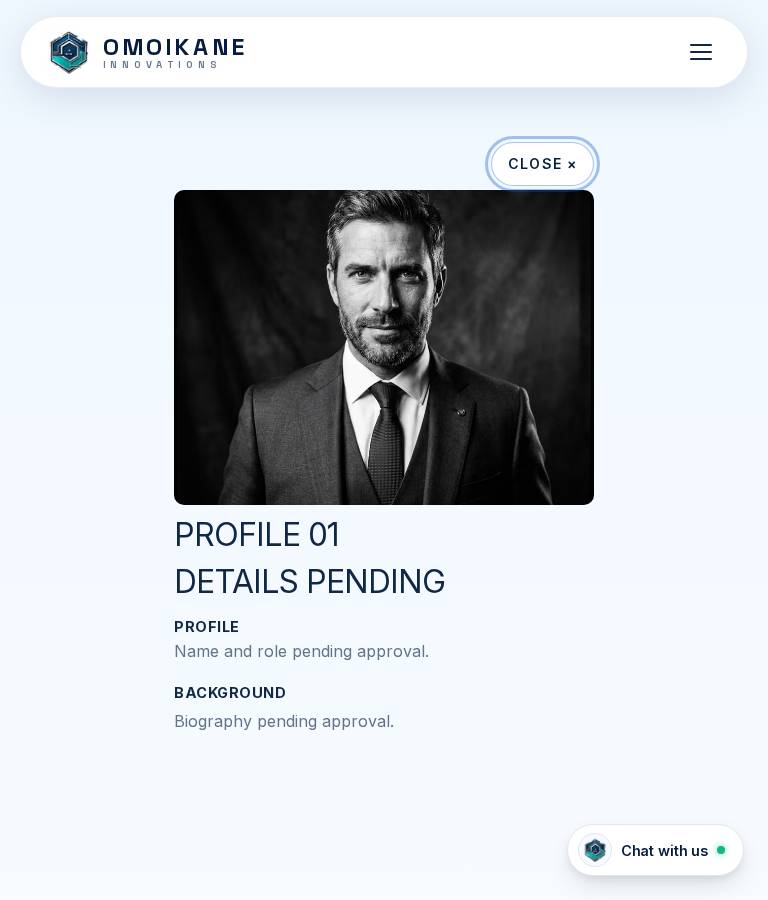 OMOIKANE
INNOVATIONS
CLOSE ×
PROFILE 01
DETAILS PENDING
PROFILE
Name and role pending approval.
BACKGROUND
Biography pending approval.
Chat with us